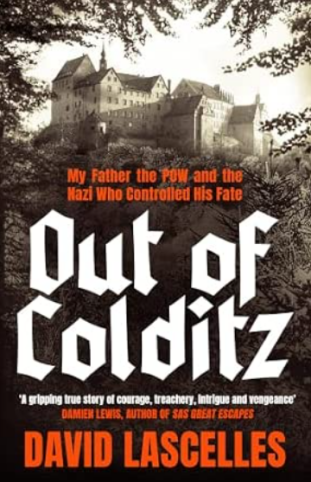 My Father the POW and the
Nazi Who Controlled His Fate
Out of
Colditz
'A gripping true story of courage, treachery, intrigue and vengeance'
DAMIEN LEWIS, AUTHOR OF SAS GREAT ESCAPES
DAVID LASCELLES